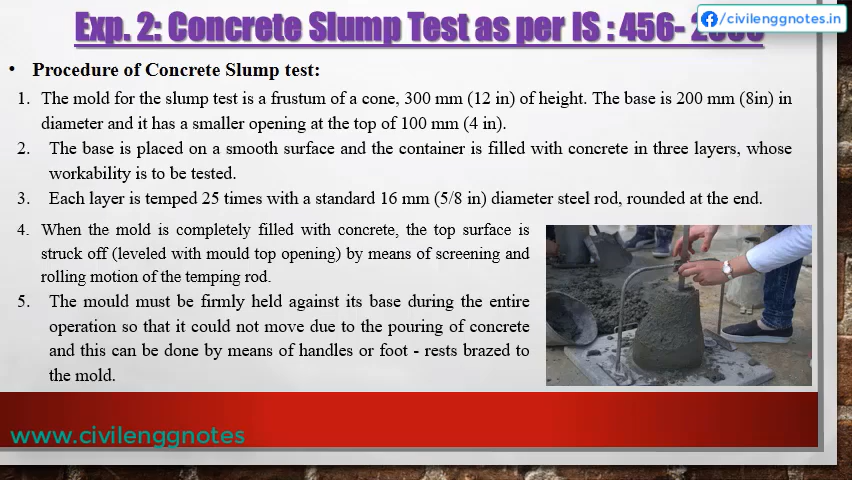 /civilenggnotes.in
Exp. 2: Concrete Slump Test as per IS : 456-
• Procedure of Concrete Slump test:
1. The mold for the slump test is a frustum of a cone, 300 mm (12 in) of height. The base is 200 mm (8in) in
diameter and it has a smaller opening at the top of 100 mm (4 in).
2. The base is placed on a smooth surface and the container is filled with concrete in three layers, whose
workability is to be tested.
3. Each layer is temped 25 times with a standard 16 mm (5/8 in) diameter steel rod, rounded at the end.
4. When the mold is completely filled with concrete, the top surface is
struck off (leveled with mould top opening) by means of screening and
rolling motion of the temping rod.
5. The mould must be firmly held against its base during the entire
operation so that it could not move due to the pouring of concrete
and this can be done by means of handles or foot - rests brazed to
the mold.
www.civilenggnotes